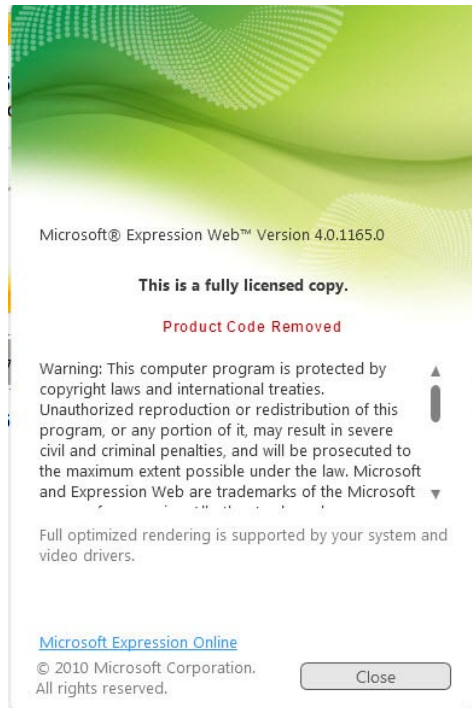 Microsoft® Expression Web™ Version 4.0.1165.0
This is a fully licensed copy.
Product Code Removed
Warning: This computer program is protected by
copyright laws and international treaties.
Unauthorized reproduction or redistribution of this
program, or any portion of it, may result in severe
civil and criminal penalties, and will be prosecuted to
the maximum extent possible under the law. Microsoft
and Expression Web are trademarks of the Microsoft
Full optimized rendering is supported by your system and
video drivers.
Microsoft Expression Online
© 2010 Microsoft Corporation.
All rights reserved.
Close